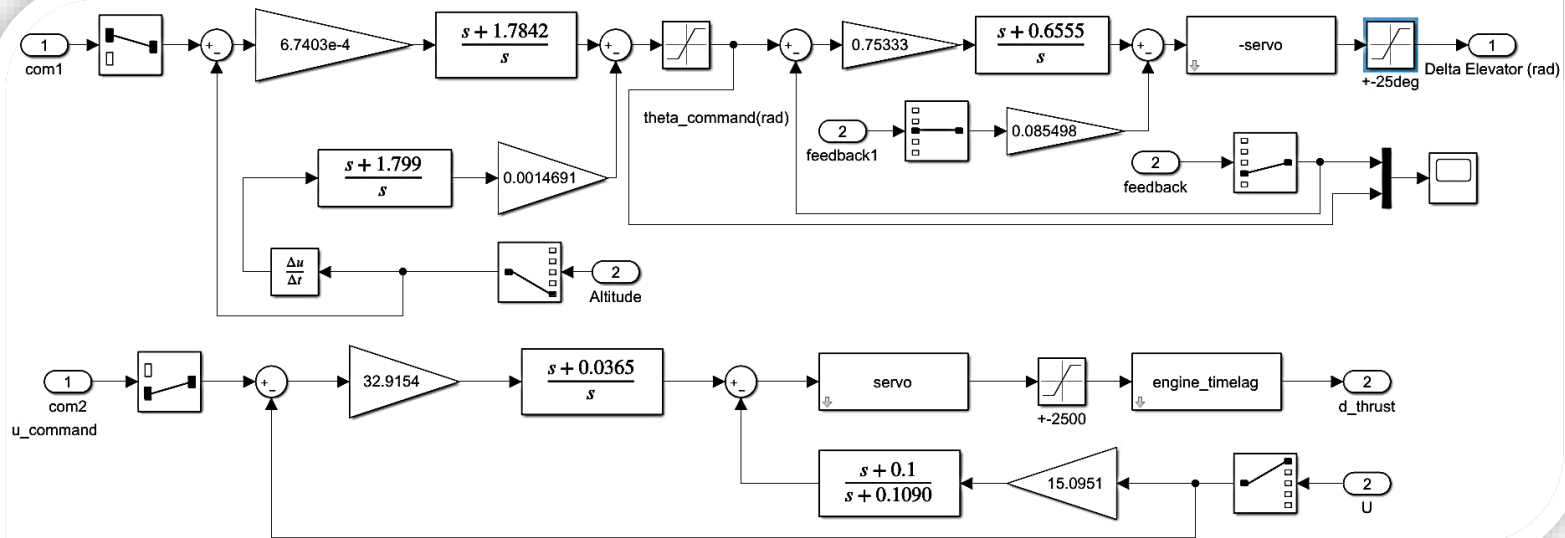 1
com1
6.7403e-4
s + 1.7842
s
theta_command(rad)
0.75333
s + 0.6555
s
-servo
+-25deg
1
Delta Elevator (rad)
2
feedback1
0.085498
2
feedback
s + 1.799
s
0.0014691
Δu
Δt
2
Altitude
1
com2
u_command
32.9154
s + 0.0365
s
servo
+-2500
engine_timelag
2
d_thrust
s + 0.1
s + 0.1090
15.0951
2
U